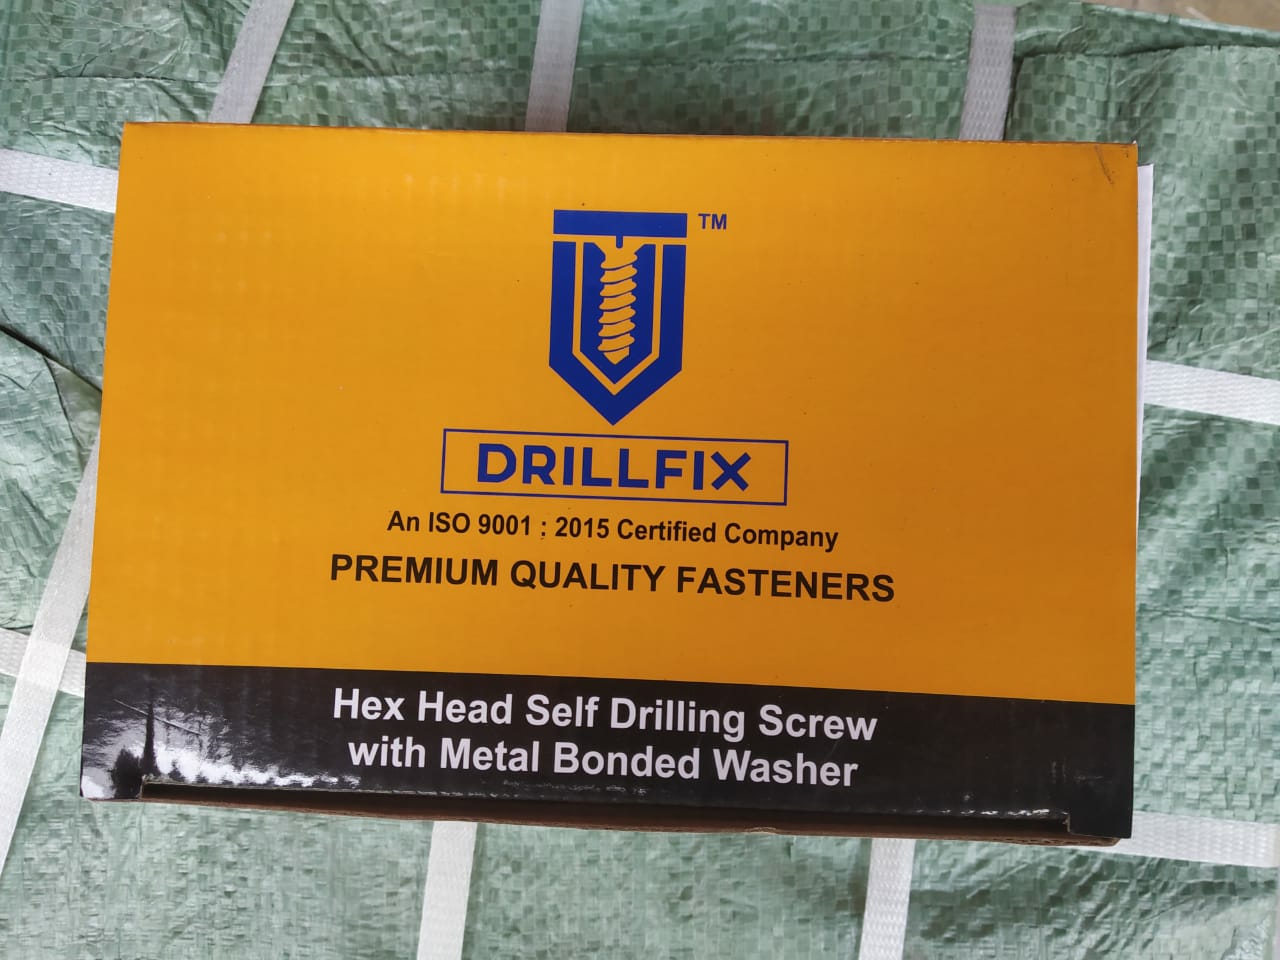 TM
DRILLFIX
An ISO 9001 : 2015 Certified Company
PREMIUM QUALITY FASTENERS
Hex Head Self Drilling Screw
with Metal Bonded Washer